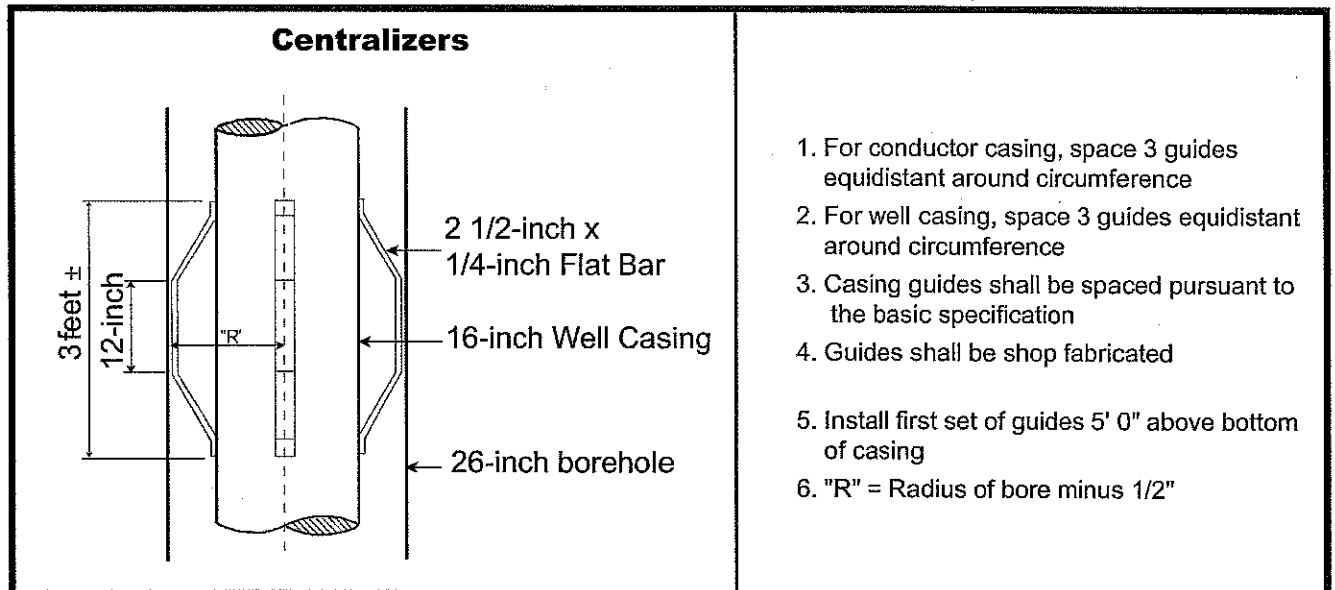 Centralizers
3 feet ±
12-inch
"R'
2 1/2-inch x
1/4-inch Flat Bar
16-inch Well Casing
26-inch borehole
1. For conductor casing, space 3 guides
equidistant around circumference
2. For well casing, space 3 guides equidistant
around circumference
3. Casing guides shall be spaced pursuant to
the basic specification
4. Guides shall be shop fabricated
5. Install first set of guides 5' 0" above bottom
of casing
6. "R" = Radius of bore minus 1/2"